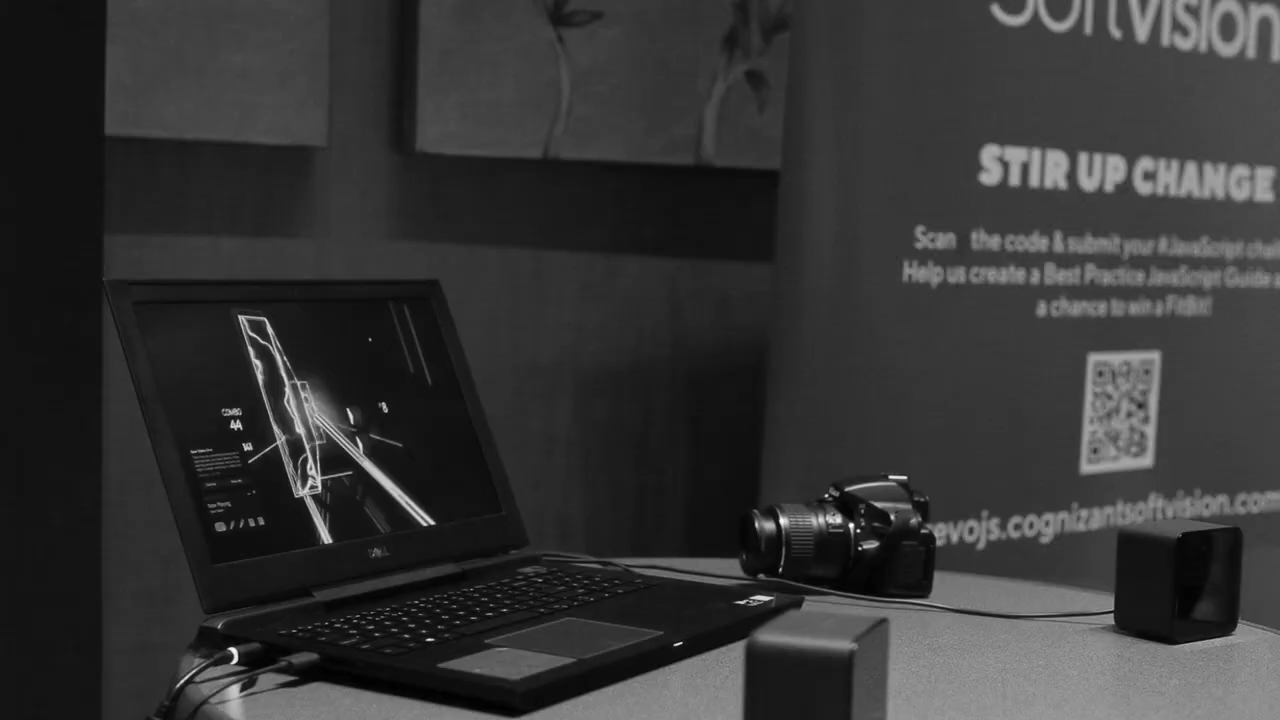 Softvision
STIR UP CHANGE
Scan the code & submit your #JavaScript
Help us create a Best Practice JavaScript Guide
a chance to win a FitBit!
evojs.cognizantsoftvision.com
COMBO
44
8
DELL